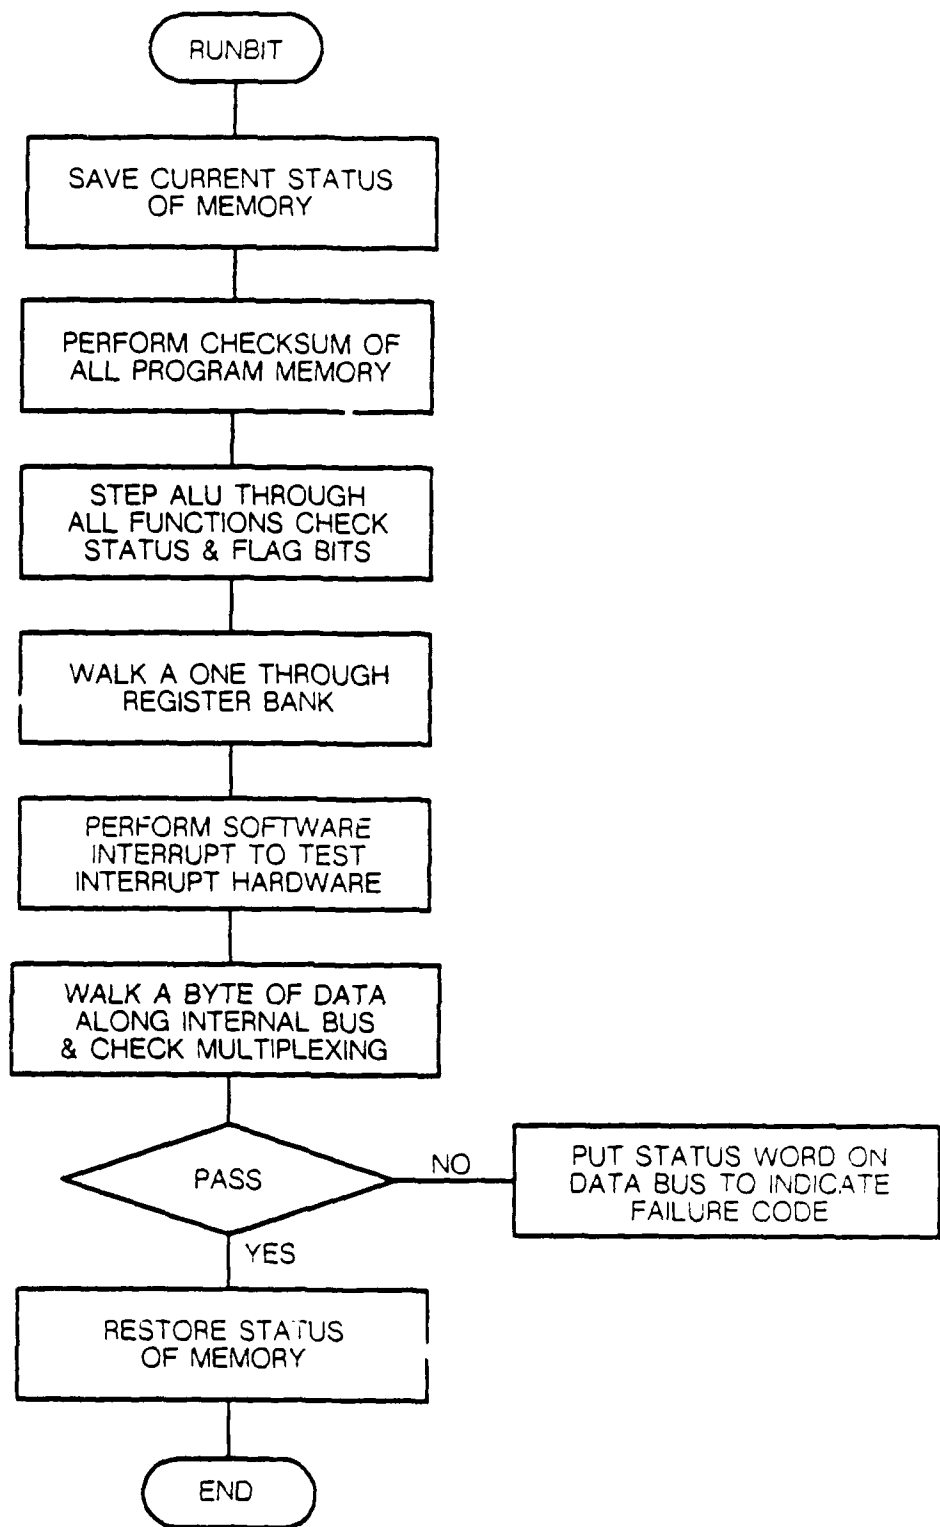 RUNBIT
SAVE CURRENT STATUS
OF MEMORY
PERFORM CHECKSUM OF
ALL PROGRAM MEMORY
STEP ALU THROUGH
ALL FUNCTIONS CHECK
STATUS & FLAG BITS
WALK A ONE THROUGH
REGISTER BANK
PERFORM SOFTWARE
INTERRUPT TO TEST
INTERRUPT HARDWARE
WALK A BYTE OF DATA
ALONG INTERNAL BUS
& CHECK MULTIPLEXING
PASS
NO
PUT STATUS WORD ON
DATA BUS TO INDICATE
FAILURE CODE
YES
RESTORE STATUS
OF MEMORY
END